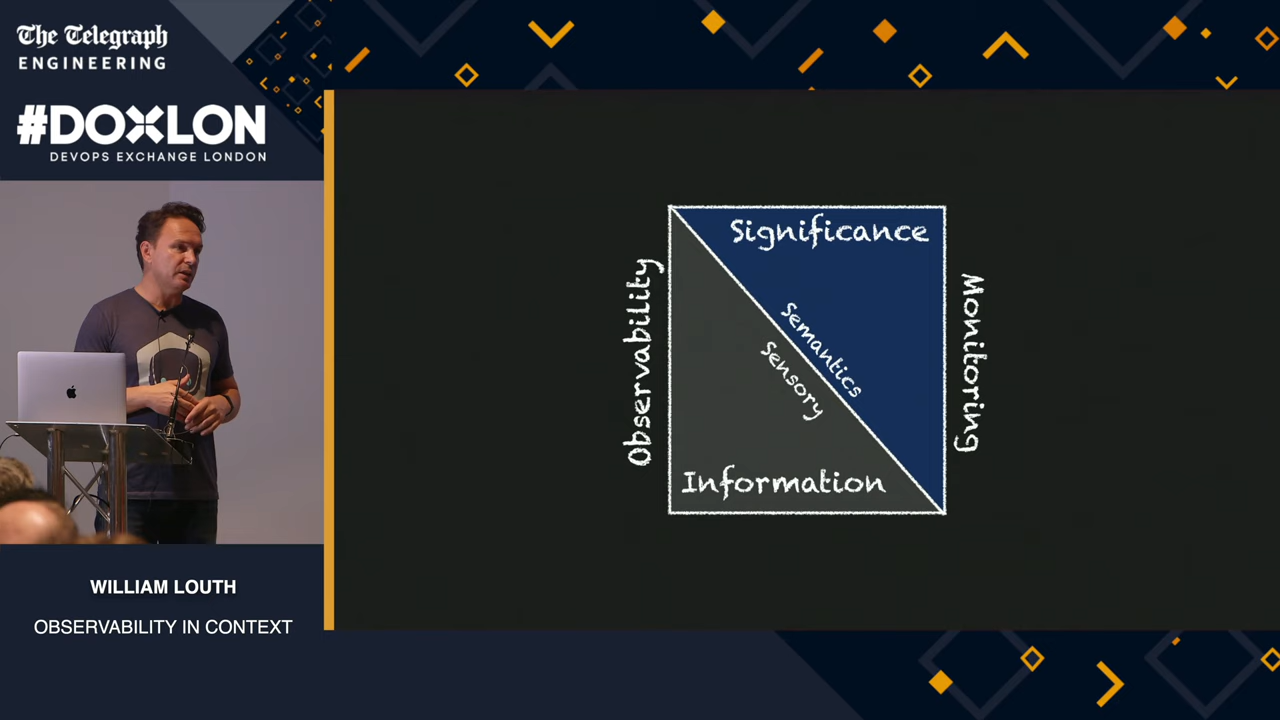 The Telegraph
ENGINEERING
#DOXLON
DEVOPS EXCHANGE LONDON
WILLIAM LOUTH
OBSERVABILITY IN CONTEXT
Significance
Observability
Monitoring
Semantics
Sensory
Information